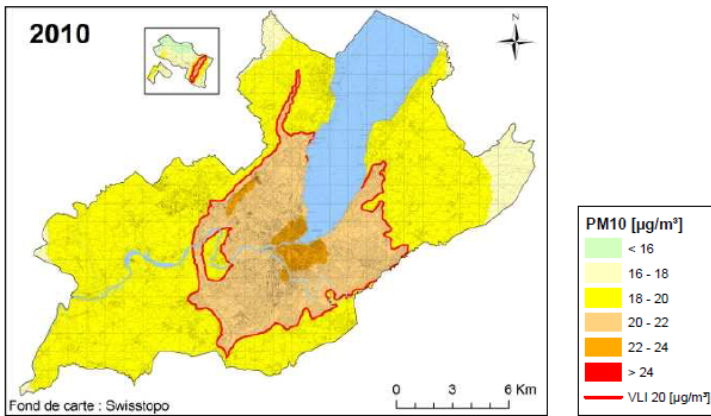 2010
N
Fond de carte : Swisstopo
0 3 6 Km
PM10 [µg/m³]
< 16
16 - 18
18 - 20
20 - 22
22 - 24
> 24
VLI 20 [µg/m³]